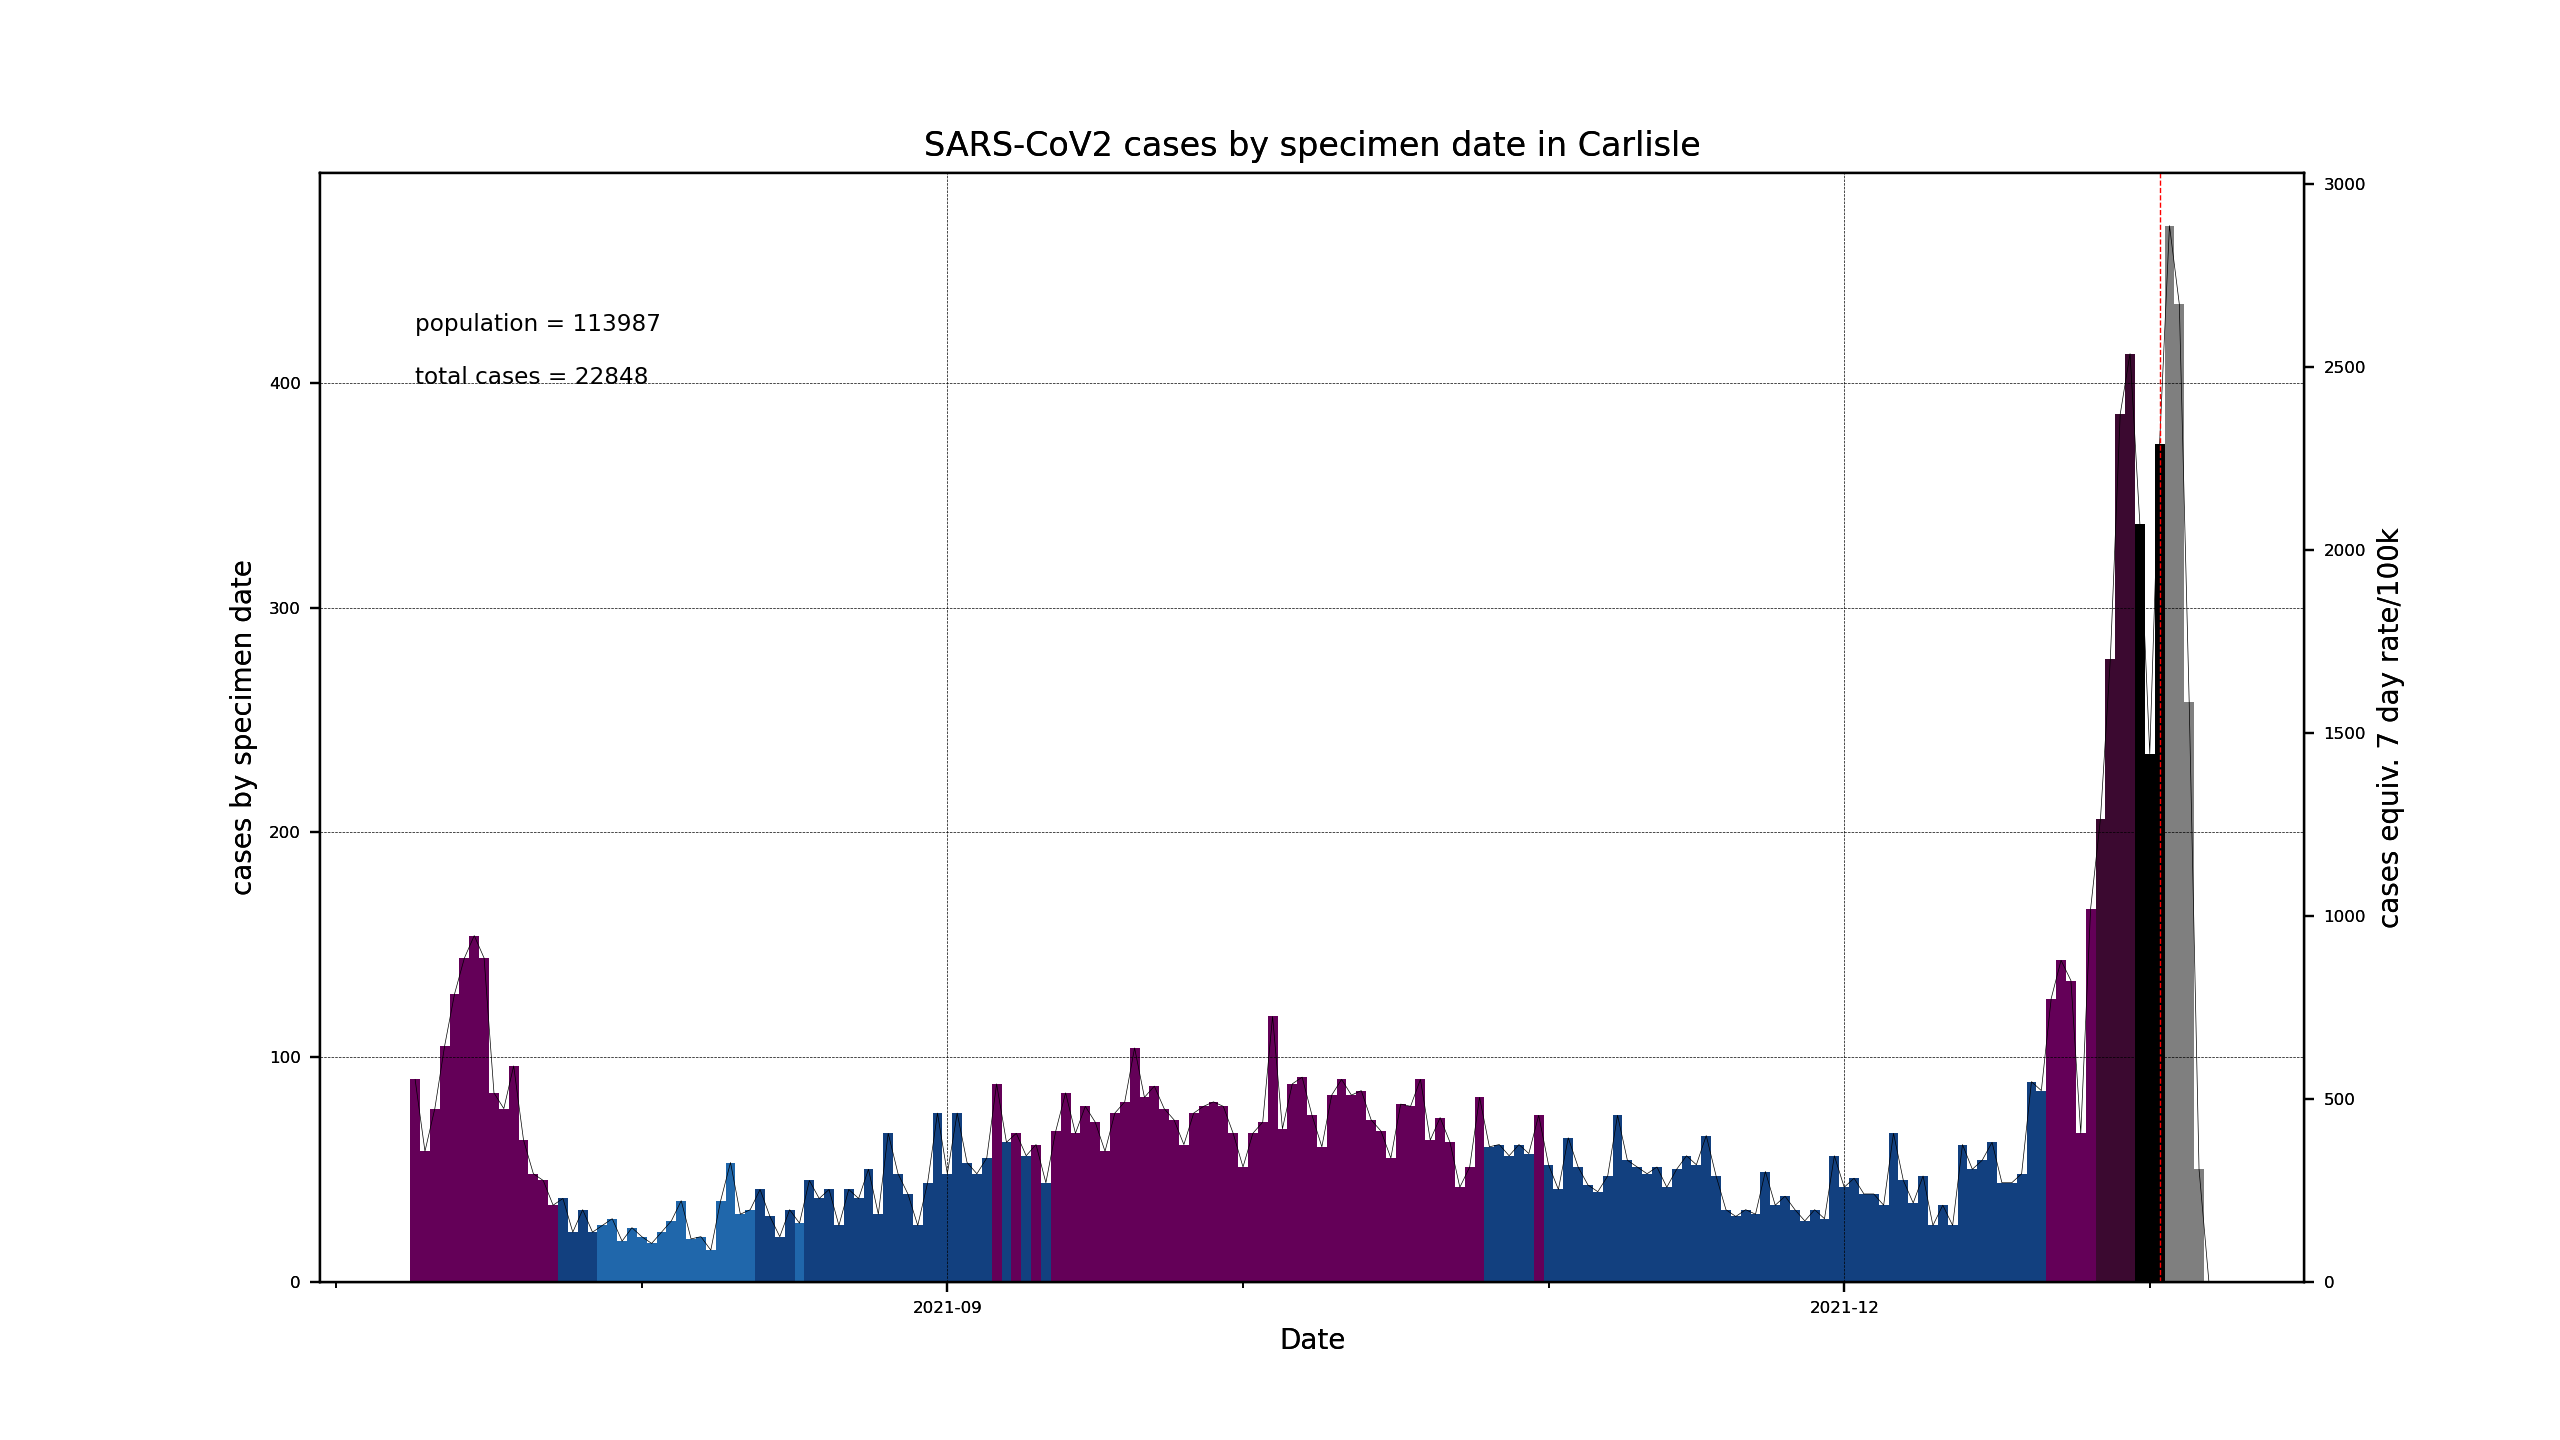 SARS-CoV2 cases by specimen date in Carlisle
population = 113987
total cases = 22848
cases by specimen date
400
300
200
100
0
3000
2500
2000
1500
1000
500
0
cases equiv. 7 day rate/100k
2021-09
2021-12
Date